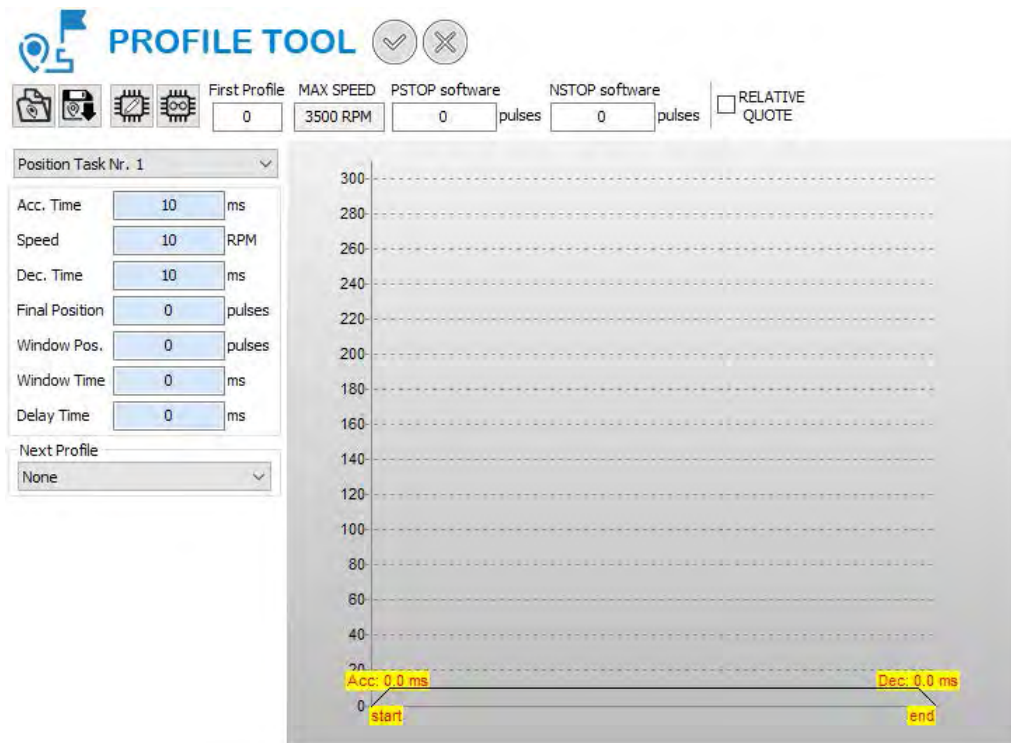 PROFILE TOOL
First Profile MAX SPEED PSTOP software NSTOP software
0 3500 RPM 0 pulses 0 pulses RELATIVE QUOTE
Position Task Nr. 1
Acc. Time 10 ms
Speed 10 RPM
Dec. Time 10 ms
Final Position 0 pulses
Window Pos. 0 pulses
Window Time 0 ms
Delay Time 0 ms
Next Profile
None
300
280
260
240
220
200
180
160
140
120
100
80
60
40
20
Acc: 0.0 ms Dec: 0.0 ms
0
start end